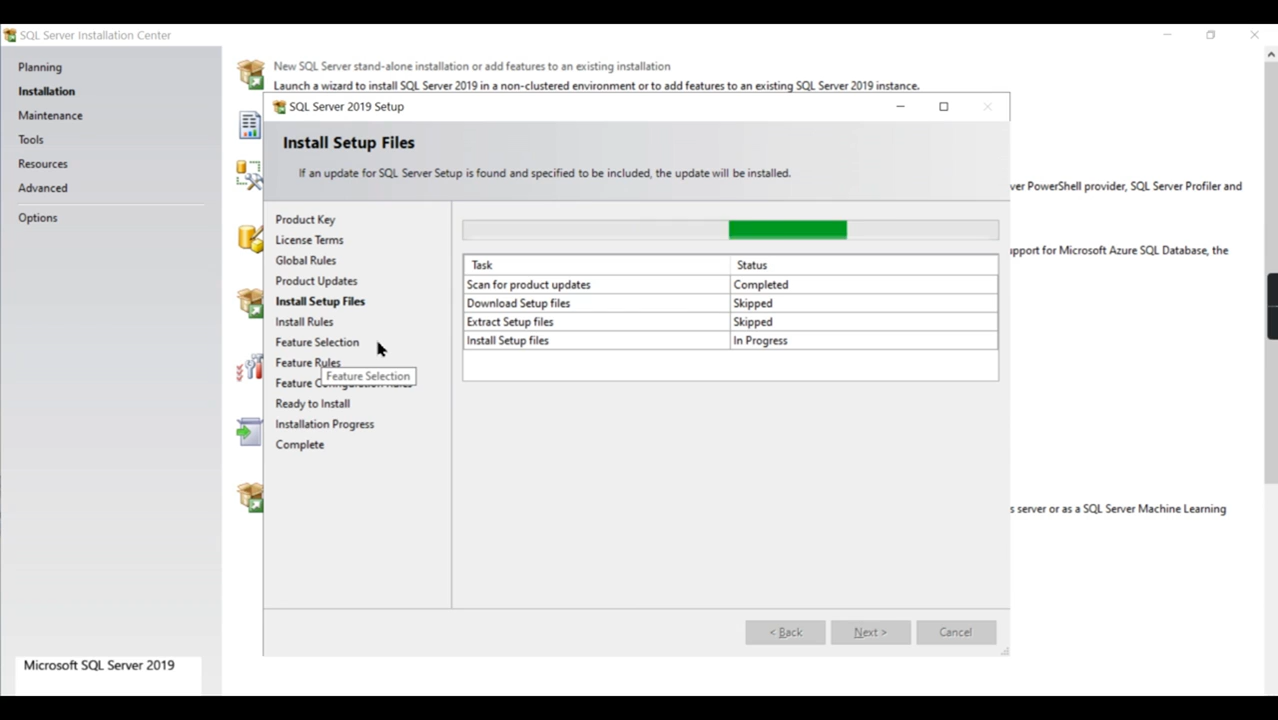 SQL Server Installation Center
Planning
Installation
Maintenance
Tools
Resources
Advanced
Options
Microsoft SQL Server 2019
New SQL Server stand-alone installation or add features to an existing installation
Launch a wizard to install SQL Server 2019 in a non-clustered environment or to add features to an existing SQL Server 2019 instance.
PowerShell provider, SQL Server Profiler and
support for Microsoft Azure SQL Database, the
server or as a SQL Server Machine Learning
SQL Server 2019 Setup
Install Setup Files
If an update for SQL Server Setup is found and specified to be included, the update will be installed.
Product Key
License Terms
Global Rules
Product Updates
Install Setup Files
Install Rules
Feature Selection
Feature Rules
Feature Selection
Feature Configuration Rules
Ready to Install
Installation Progress
Complete
Task Status
Scan for product updates Completed
Download Setup files Skipped
Extract Setup files Skipped
Install Setup files In Progress
< Back Next > Cancel